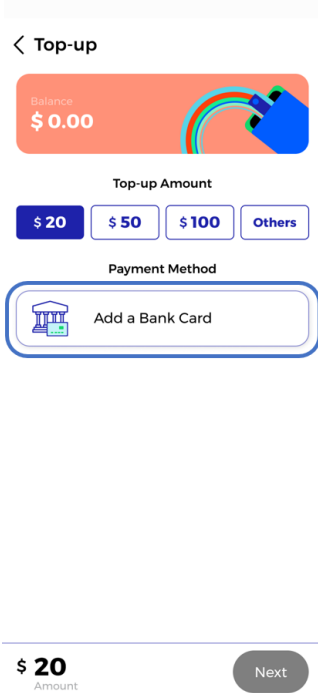 Top-up
Balance
$ 0.00
Top-up Amount
$ 20
$ 50
$ 100
Others
Payment Method
Add a Bank Card
$ 20
Amount
Next